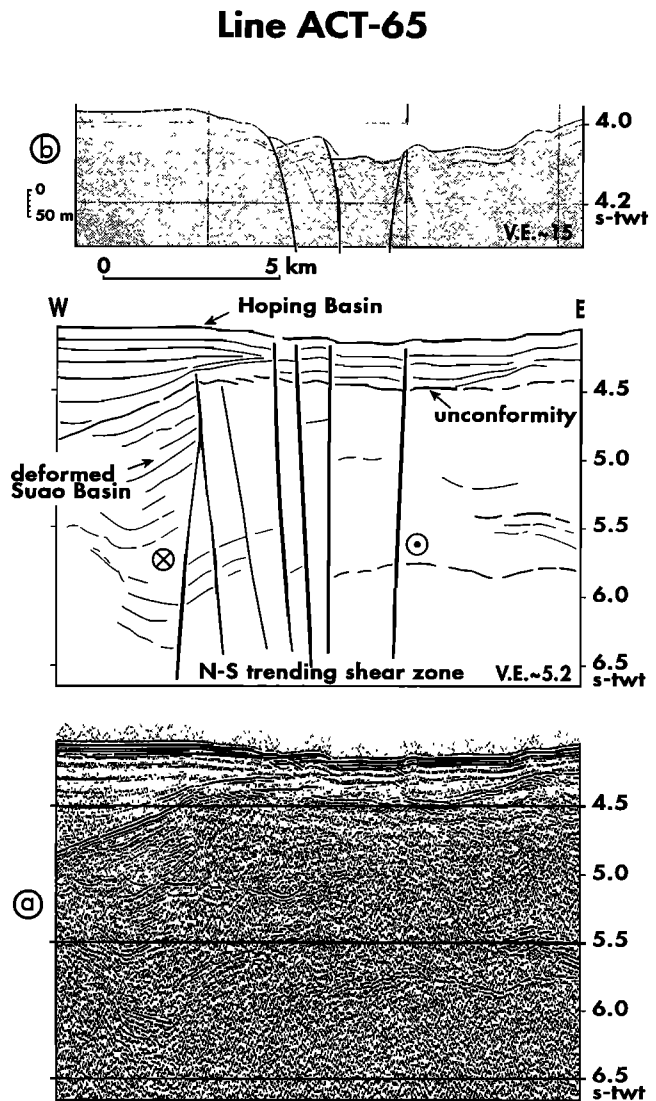 Line ACT-65
b
4.0
0
50 m
4.2
s-twt
V.E.~15
0 5 km
W E
Hoping Basin
4.5
unconformity
deformed
Suao Basin
5.0
5.5
6.0
N-S trending shear zone
V.E.~5.2
6.5
s-twt
4.5
5.0
a
5.5
6.0
6.5
s-twt